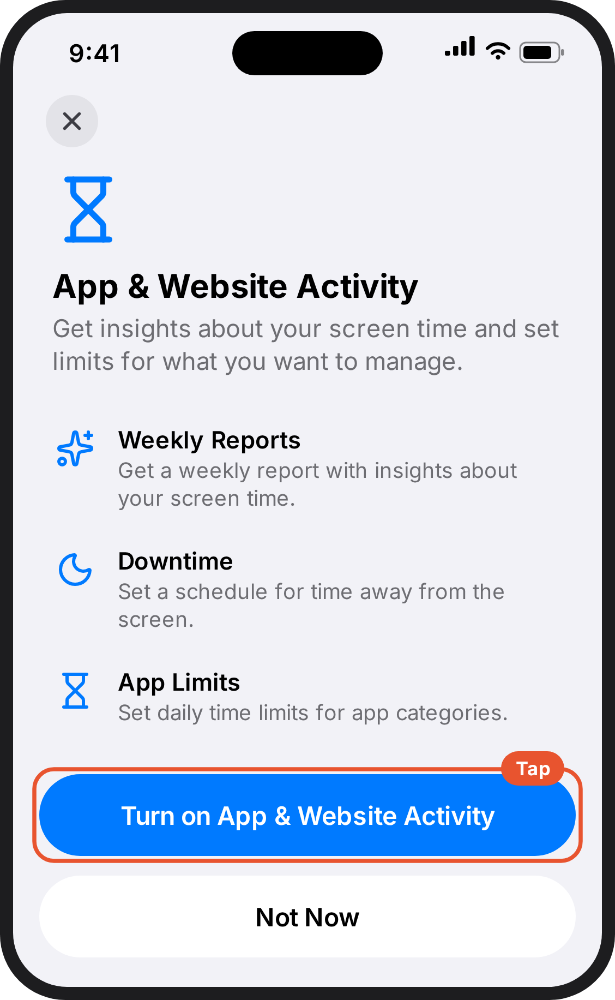 9:41
App & Website Activity
Get insights about your screen time and set
limits for what you want to manage.
Weekly Reports
Get a weekly report with insights about
your screen time.
Downtime
Set a schedule for time away from the
screen.
App Limits
Set daily time limits for app categories.
Tap
Turn on App & Website Activity
Not Now